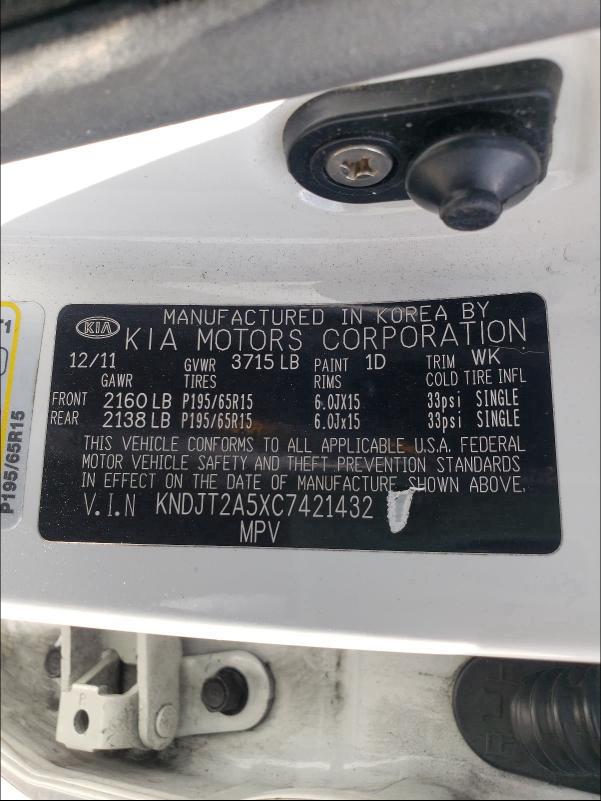 KIA
MANUFACTURED IN KOREA BY
KIA MOTORS CORPORATION
12/11 GVWR 3715 LB PAINT 1D TRIM WK
GAWR TIRES RIMS COLD TIRE INFL
FRONT 2160 LB P195/65R15 6.0JX15 33psi SINGLE
REAR 2138 LB P195/65R15 6.0Jx15 33psi SINGLE
THIS VEHICLE CONFORMS TO ALL APPLICABLE U.S.A. FEDERAL
MOTOR VEHICLE SAFETY AND THEFT PREVENTION STANDARDS
IN EFFECT ON THE DATE OF MANUFACTURE SHOWN ABOVE.
V.I.N KNDJT2A5XC7421432
MPV
P195/65R15